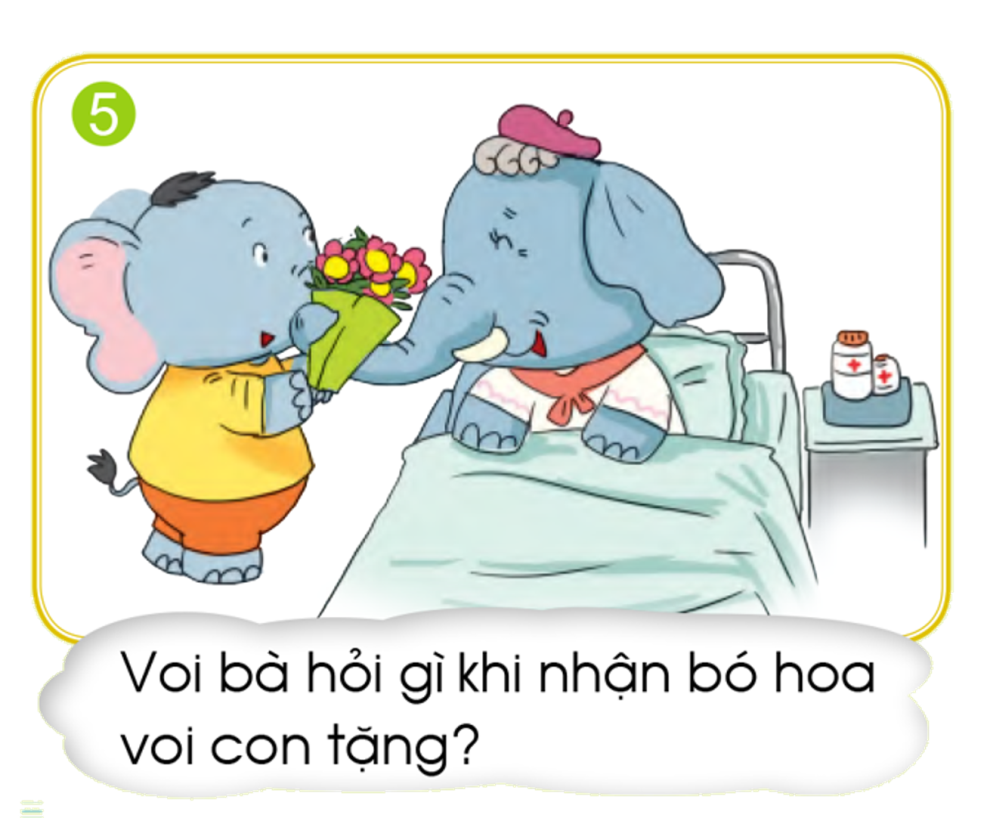 5
Voi bà hỏi gì khi nhận bó hoa
voi con tặng?